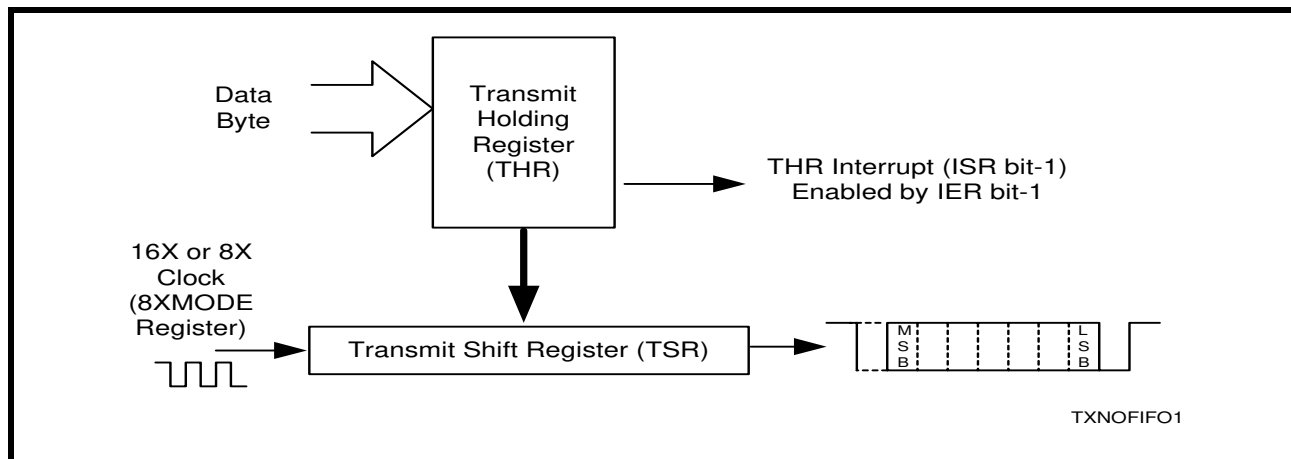 Data
Byte
Transmit
Holding
Register
(THR)
THR Interrupt (ISR bit-1)
Enabled by IER bit-1
16X or 8X
Clock
(8XMODE
Register)
Transmit Shift Register (TSR)
M
S
B
L
S
B
TXNOFIFO1